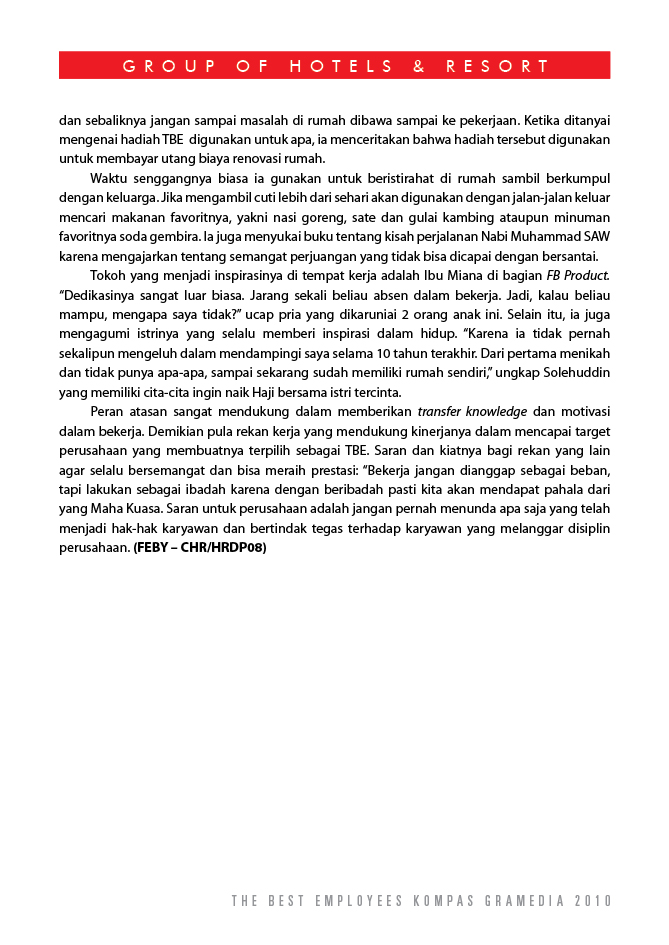 GROUP OF HOTELS & RESORT
dan sebaliknya jangan sampai masalah di rumah dibawa sampai ke pekerjaan. Ketika ditanyai
mengenai hadiah TBE digunakan untuk apa, ia menceritakan bahwa hadiah tersebut digunakan
untuk membayar utang biaya renovasi rumah.
Waktu senggangnya biasa ia gunakan untuk beristirahat di rumah sambil berkumpul
dengan keluarga. Jika mengambil cuti lebih dari sehari akan digunakan dengan jalan-jalan keluar
mencari makanan favoritnya, yakni nasi goreng, sate dan gulai kambing ataupun minuman
favoritnya soda gembira. Ia juga menyukai buku tentang kisah perjalanan Nabi Muhammad SAW
karena mengajarkan tentang semangat perjuangan yang tidak bisa dicapai dengan bersantai.
Tokoh yang menjadi inspirasinya di tempat kerja adalah Ibu Miana di bagian FB Product.
“Dedikasinya sangat luar biasa. Jarang sekali beliau absen dalam bekerja. Jadi, kalau beliau
mampu, mengapa saya tidak?” ucap pria yang dikaruniai 2 orang anak ini. Selain itu, ia juga
mengagumi istrinya yang selalu memberi inspirasi dalam hidup. “Karena ia tidak pernah
sekalipun mengeluh dalam mendampingi saya selama 10 tahun terakhir. Dari pertama menikah
dan tidak punya apa-apa, sampai sekarang sudah memiliki rumah sendiri,” ungkap Solehuddin
yang memiliki cita-cita ingin naik Haji bersama istri tercinta.
Peran atasan sangat mendukung dalam memberikan transfer knowledge dan motivasi
dalam bekerja. Demikian pula rekan kerja yang mendukung kinerjanya dalam mencapai target
perusahaan yang membuatnya terpilih sebagai TBE. Saran dan kiatnya bagi rekan yang lain
agar selalu bersemangat dan bisa meraih prestasi: “Bekerja jangan dianggap sebagai beban,
tapi lakukan sebagai ibadah karena dengan beribadah pasti kita akan mendapat pahala dari
yang Maha Kuasa. Saran untuk perusahaan adalah jangan pernah menunda apa saja yang telah
menjadi hak-hak karyawan dan bertindak tegas terhadap karyawan yang melanggar disiplin
perusahaan. (FEBY – CHR/HRDP08)
THE BEST EMPLOYEES KOMPAS GRAMEDIA 2010